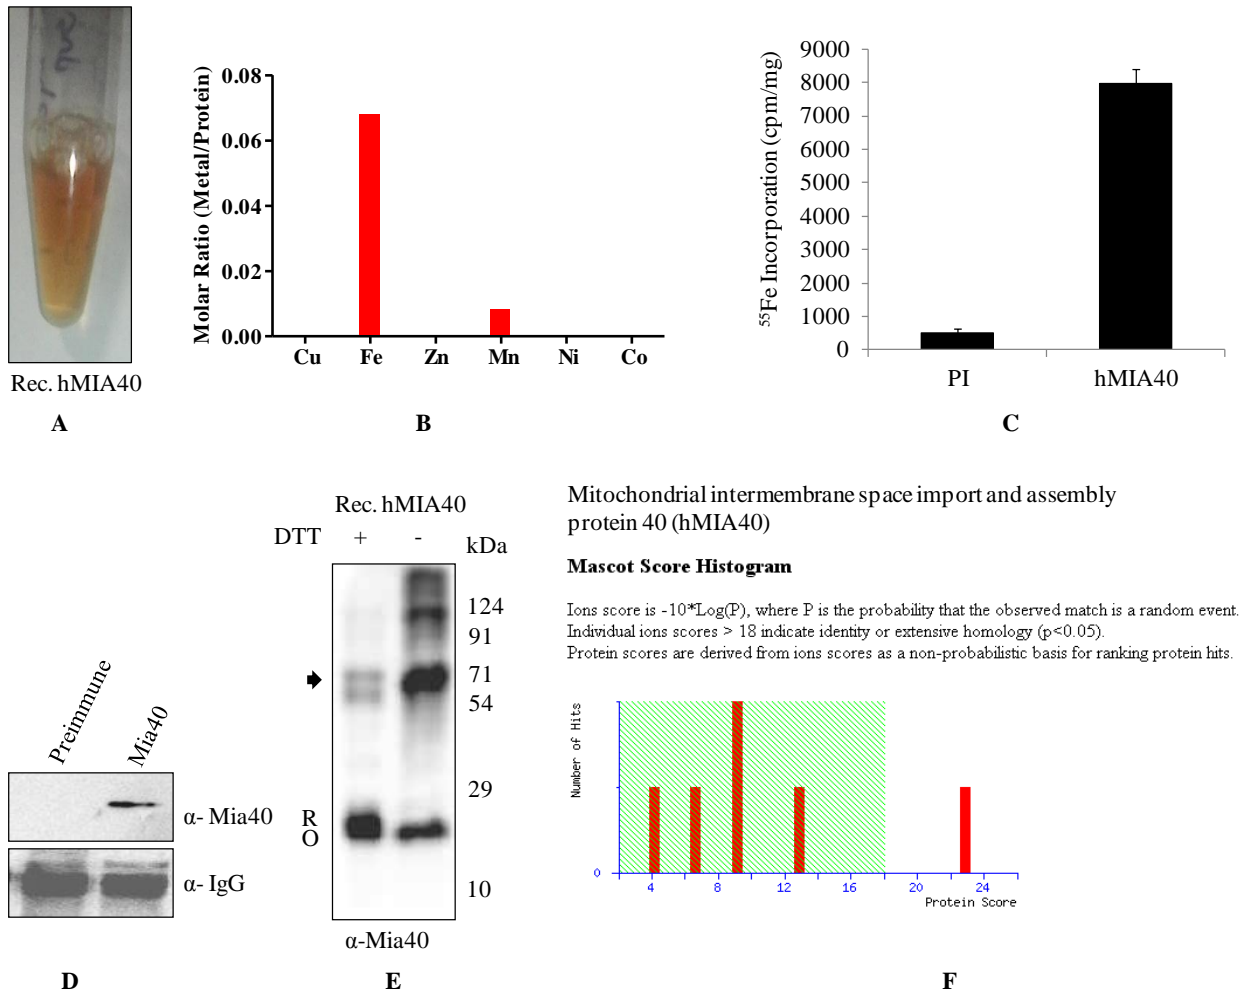 Rec. hMIA40
A
Molar Ratio (Metal/Protein)
0.08
0.06
0.04
0.02
0.00
Cu Fe Zn Mn Ni Co
B
⁵⁵Fe Incorporation (cpm/mg)
9000
8000
7000
6000
5000
4000
3000
2000
1000
0
PI hMIA40
C
Preimmune
Mia40
α- Mia40
α- IgG
D
Rec. hMIA40
DTT + - kDa
124
91
71
54
29
R
O
10
α-Mia40
E
Mitochondrial intermembrane space import and assembly
protein 40 (hMIA40)
Mascot Score Histogram
Ions score is -10*Log(P), where P is the probability that the observed match is a random event.
Individual ions scores > 18 indicate identity or extensive homology (p<0.05).
Protein scores are derived from ions scores as a non-probabilistic basis for ranking protein hits.
Number of Hits
0
4 8 12 16 20 24
Protein Score
F